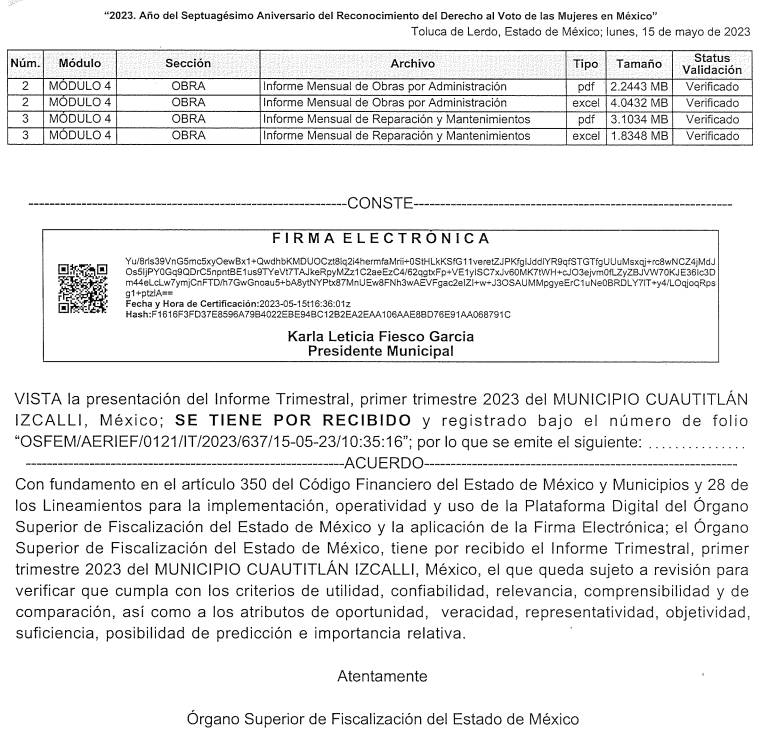 "2023. Año del Septuagésimo Aniversario del Reconocimiento del Derecho al Voto de las Mujeres en México"
Toluca de Lerdo, Estado de México; lunes, 15 de mayo de 2023
Núm. Módulo Sección Archivo Tipo Tamaño Status Validación
2 MÓDULO 4 OBRA Informe Mensual de Obras por Administración pdf 2.2443 MB Verificado
2 MÓDULO 4 OBRA Informe Mensual de Obras por Administración excel 4.0432 MB Verificado
3 MÓDULO 4 OBRA Informe Mensual de Reparación y Mantenimientos pdf 3.1034 MB Verificado
3 MÓDULO 4 OBRA Informe Mensual de Reparación y Mantenimientos excel 1.8348 MB Verificado
CONSTE
FIRMA ELECTRÓNICA
Fecha y Hora de Certificación:2023-05-15t16:36:01z
Hash:F1616F3FD37E8596A79B4022EBE94BC12B2EA2EAA106AAE8BD76E91AA068791C
Karla Leticia Fiesco Garcia
Presidente Municipal
VISTA la presentación del Informe Trimestral, primer trimestre 2023 del MUNICIPIO CUAUTITLÁN
IZCALLI, México; SE TIENE POR RECIBIDO y registrado bajo el número de folio
"OSFEM/AERIEF/0121/IT/2023/637/15-05-23/10:35:16"; por lo que se emite el siguiente: ...............
ACUERDO
Con fundamento en el artículo 350 del Código Financiero del Estado de México y Municipios y 28 de
los Lineamientos para la implementación, operatividad y uso de la Plataforma Digital del Órgano
Superior de Fiscalización del Estado de México y la aplicación de la Firma Electrónica; el Órgano
Superior de Fiscalización del Estado de México, tiene por recibido el Informe Trimestral, primer
trimestre 2023 del MUNICIPIO CUAUTITLÁN IZCALLI, México, el que queda sujeto a revisión para
verificar que cumpla con los criterios de utilidad, confiabilidad, relevancia, comprensibilidad y de
comparación, así como a los atributos de oportunidad, veracidad, representatividad, objetividad,
suficiencia, posibilidad de predicción e importancia relativa.
Atentamente
Órgano Superior de Fiscalización del Estado de México